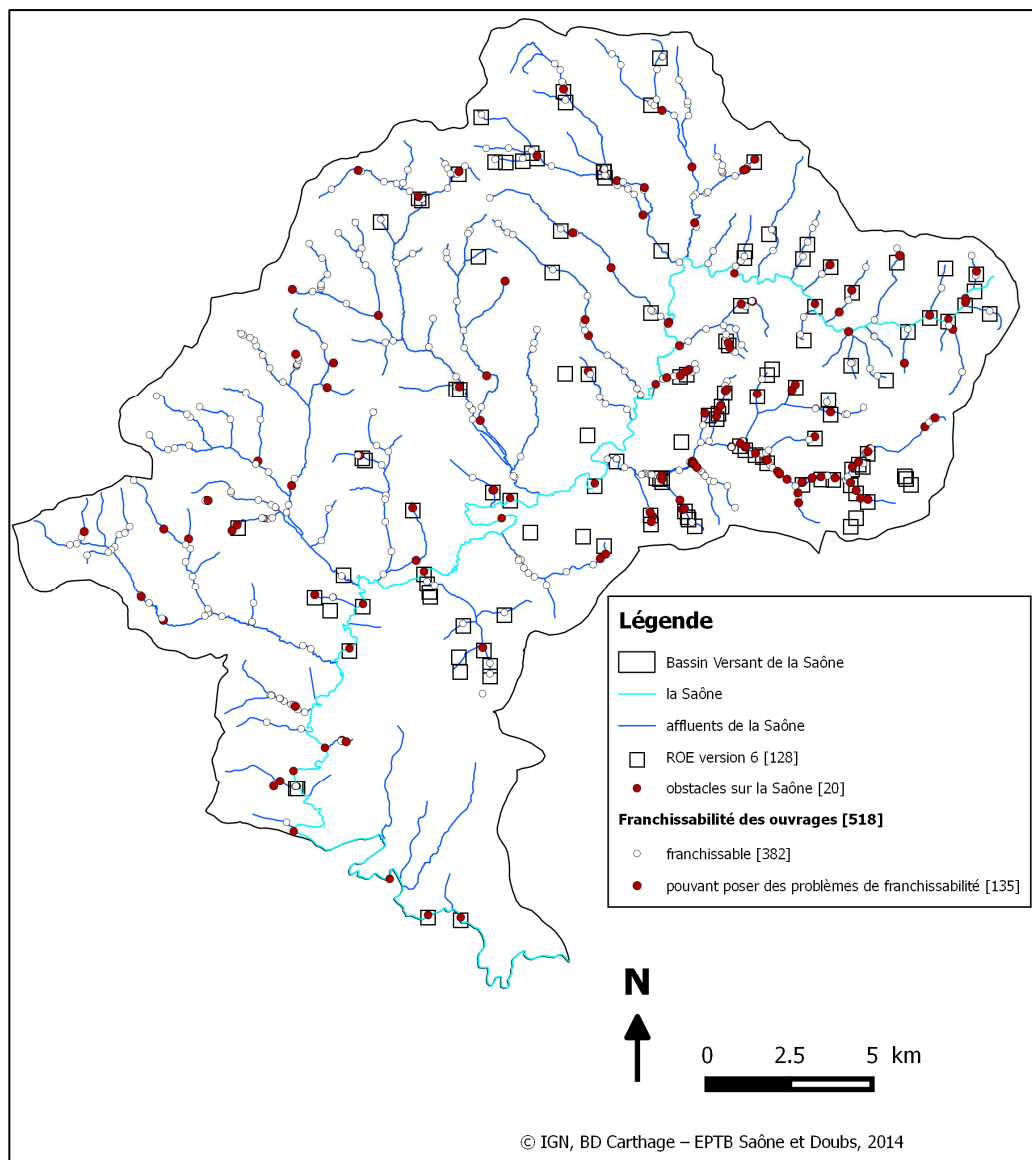 Légende
Bassin Versant de la Saône
la Saône
affluents de la Saône
ROE version 6 [128]
obstacles sur la Saône [20]
Franchissabilité des ouvrages [518]
franchissable [382]
pouvant poser des problèmes de franchissabilité [135]
N
0 2.5 5 km
© IGN, BD Carthage – EPTB Saône et Doubs, 2014